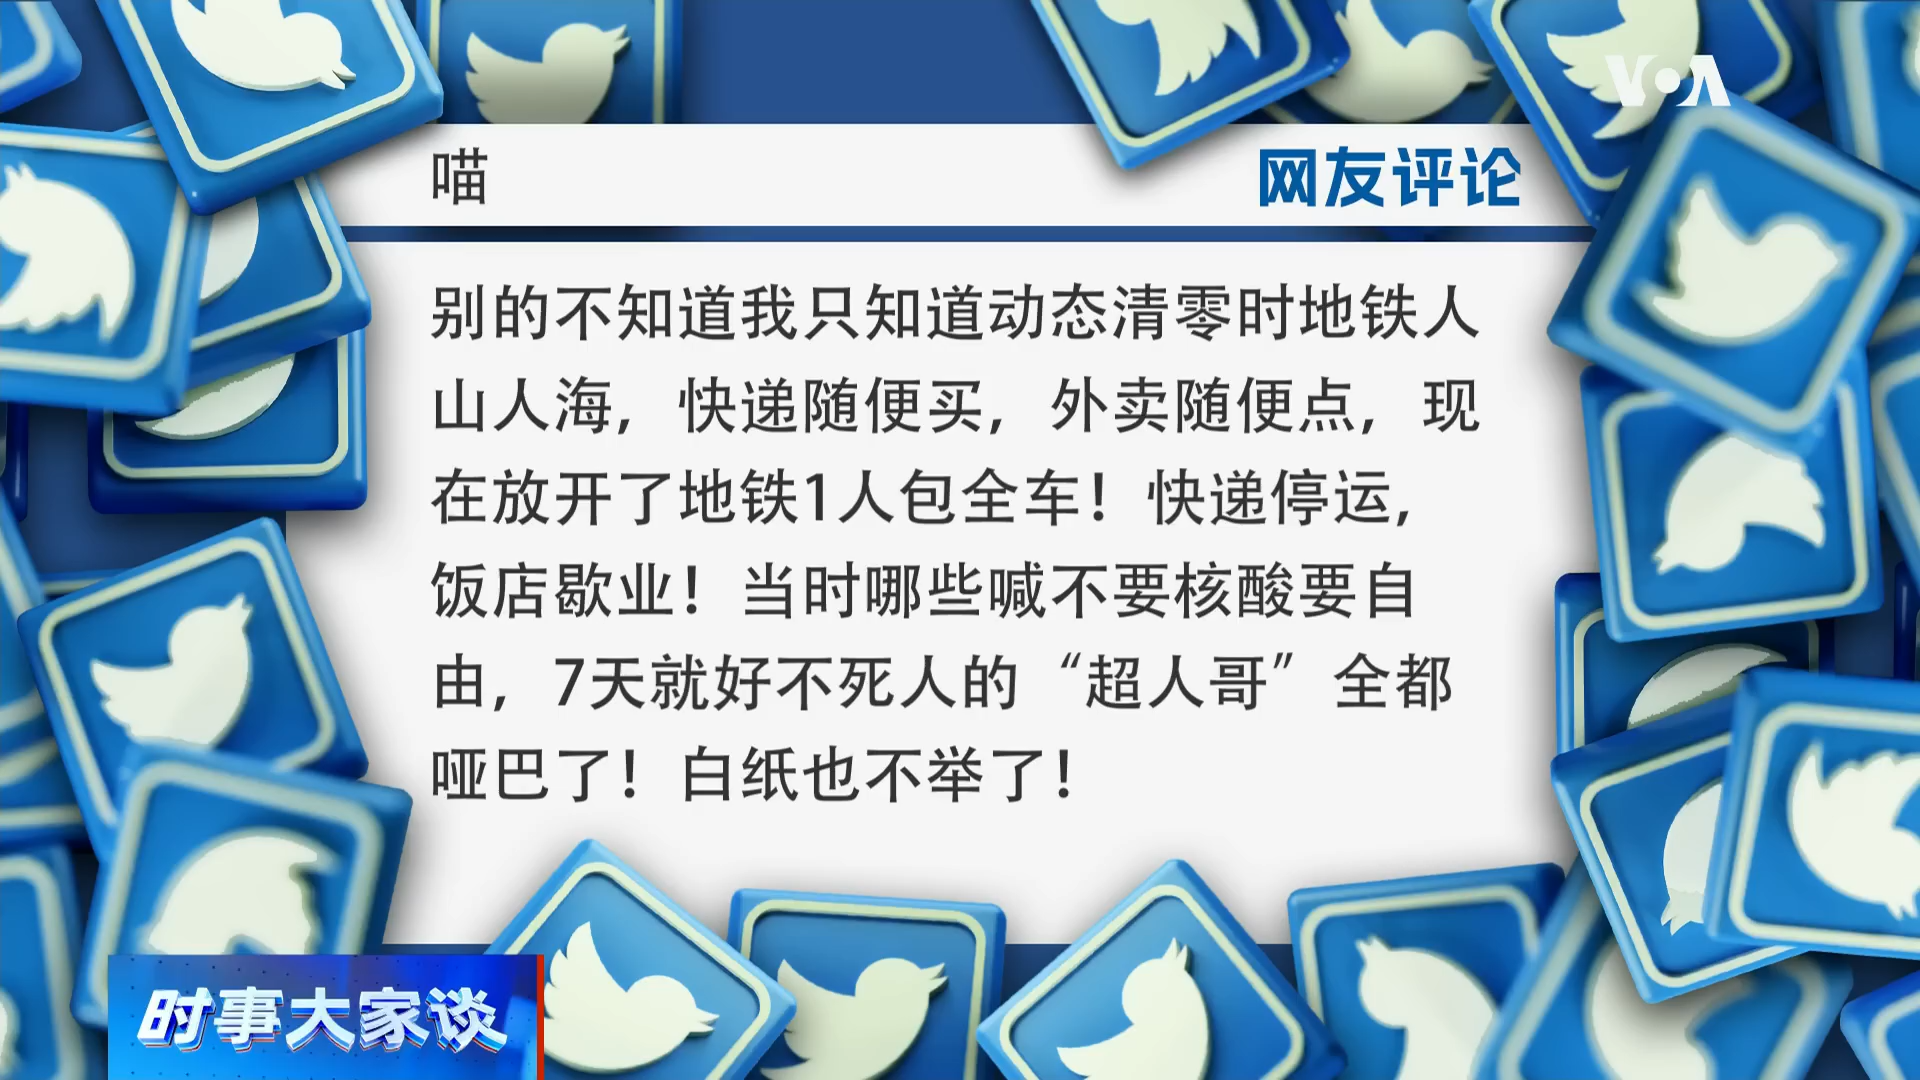 VOA
喵
网友评论
别的不知道我只知道动态清零时地铁人
山人海，快递随便买，外卖随便点，现
在放开了地铁1人包全车！快递停运，
饭店歇业！当时哪些喊不要核酸要自
由，7天就好不死人的“超人哥”全都
哑巴了！白纸也不举了！
时事大家谈